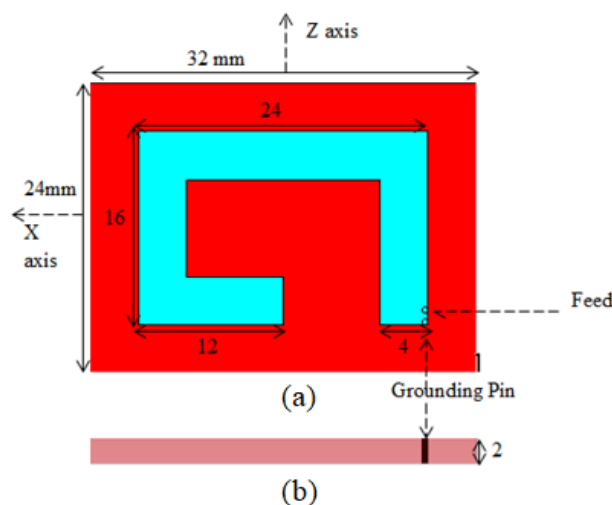 Z axis
32 mm
24
24mm
16
X
axis
Feed
12
4
Grounding Pin
(a)
2
(b)